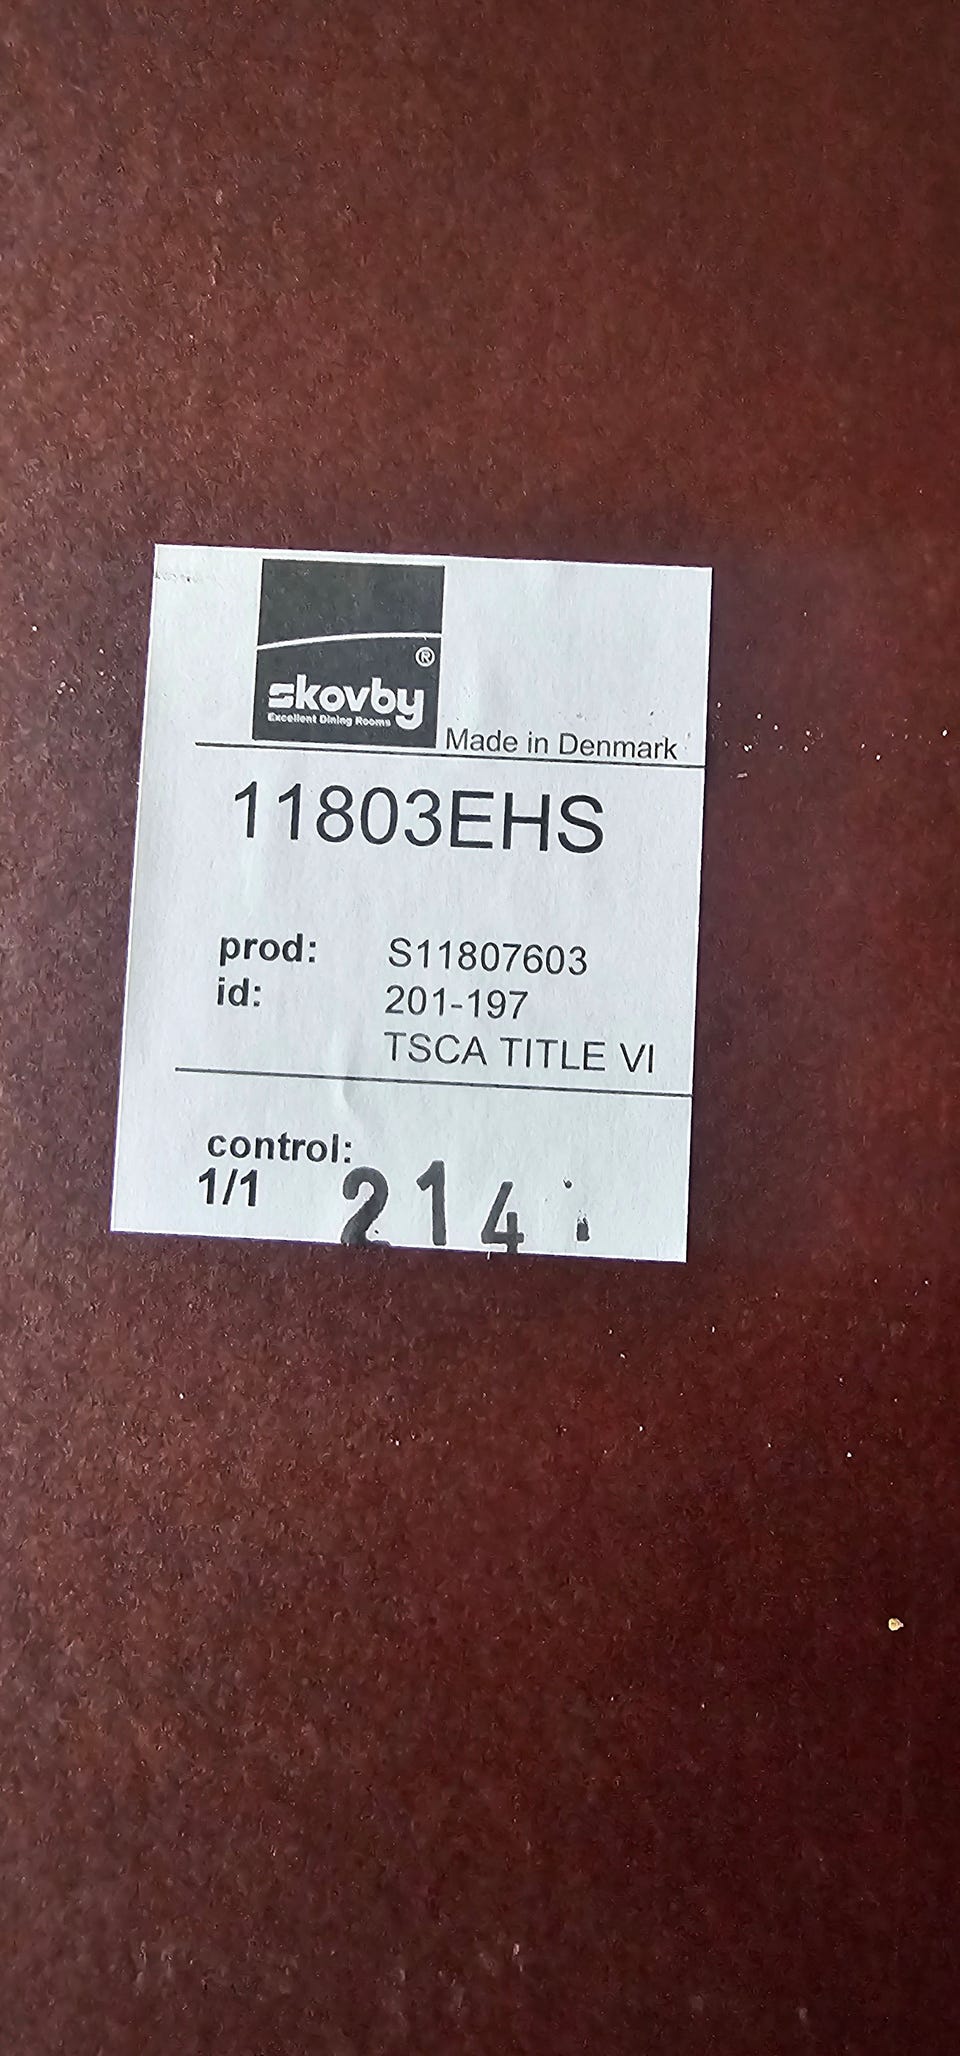 ®
skovby
Excellent Dining Rooms
Made in Denmark
11803EHS
prod: S11807603
id: 201-197
TSCA TITLE VI
control:
1/1 214